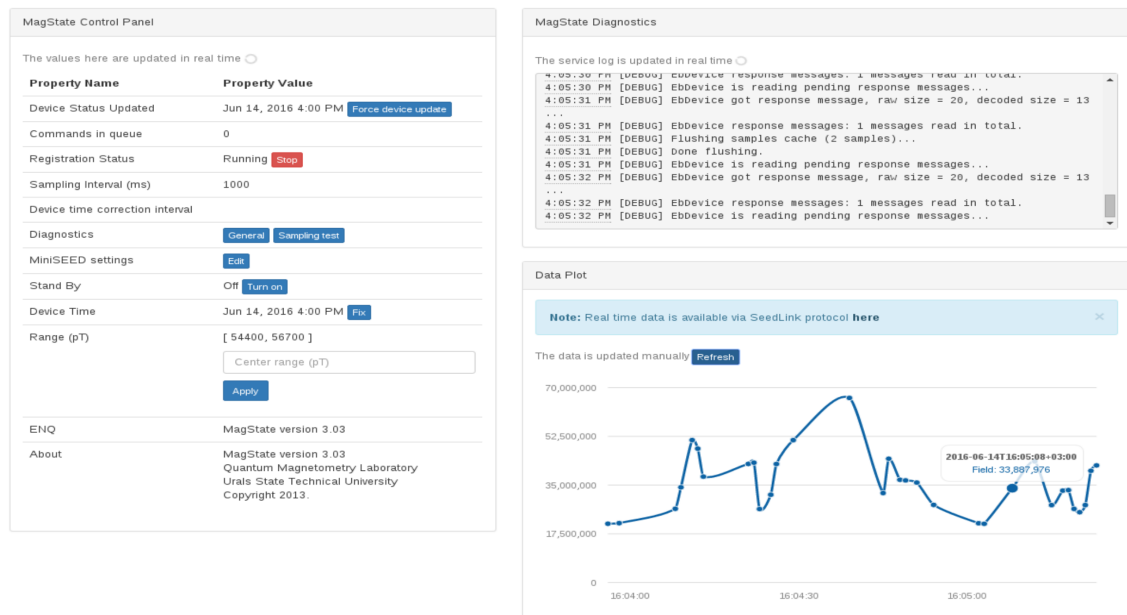 MagState Control Panel
The values here are updated in real time
Property Name Property Value
Device Status Updated Jun 14, 2016 4:00 PM Force device update
Commands in queue 0
Registration Status Running Stop
Sampling Interval (ms) 1000
Device time correction interval
Diagnostics General Sampling test
MiniSEED settings Edit
Stand By Off Turn on
Device Time Jun 14, 2016 4:00 PM Fix
Range (pT) [ 54400, 56700 ]
Center range (pT)
Apply
ENQ MagState version 3.03
About MagState version 3.03
Quantum Magnetometry Laboratory
Urals State Technical University
Copyright 2013.
MagState Diagnostics
The service log is updated in real time
4:05:30 PM [DEBUG] EbDevice response messages: 1 messages read in total.
4:05:30 PM [DEBUG] EbDevice is reading pending response messages...
4:05:31 PM [DEBUG] EbDevice got response message, raw size = 20, decoded size = 13
...
4:05:31 PM [DEBUG] EbDevice response messages: 1 messages read in total.
4:05:31 PM [DEBUG] Flushing samples cache (2 samples)...
4:05:31 PM [DEBUG] Done flushing.
4:05:31 PM [DEBUG] EbDevice is reading pending response messages...
4:05:32 PM [DEBUG] EbDevice got response message, raw size = 20, decoded size = 13
...
4:05:32 PM [DEBUG] EbDevice response messages: 1 messages read in total.
4:05:32 PM [DEBUG] EbDevice is reading pending response messages...
Data Plot
Note: Real time data is available via SeedLink protocol here ×
The data is updated manually Refresh
70,000,000
52,500,000
2016-06-14T16:05:08+03:00
Field: 33,887,976
35,000,000
17,500,000
0
16:04:00 16:04:30 16:05:00